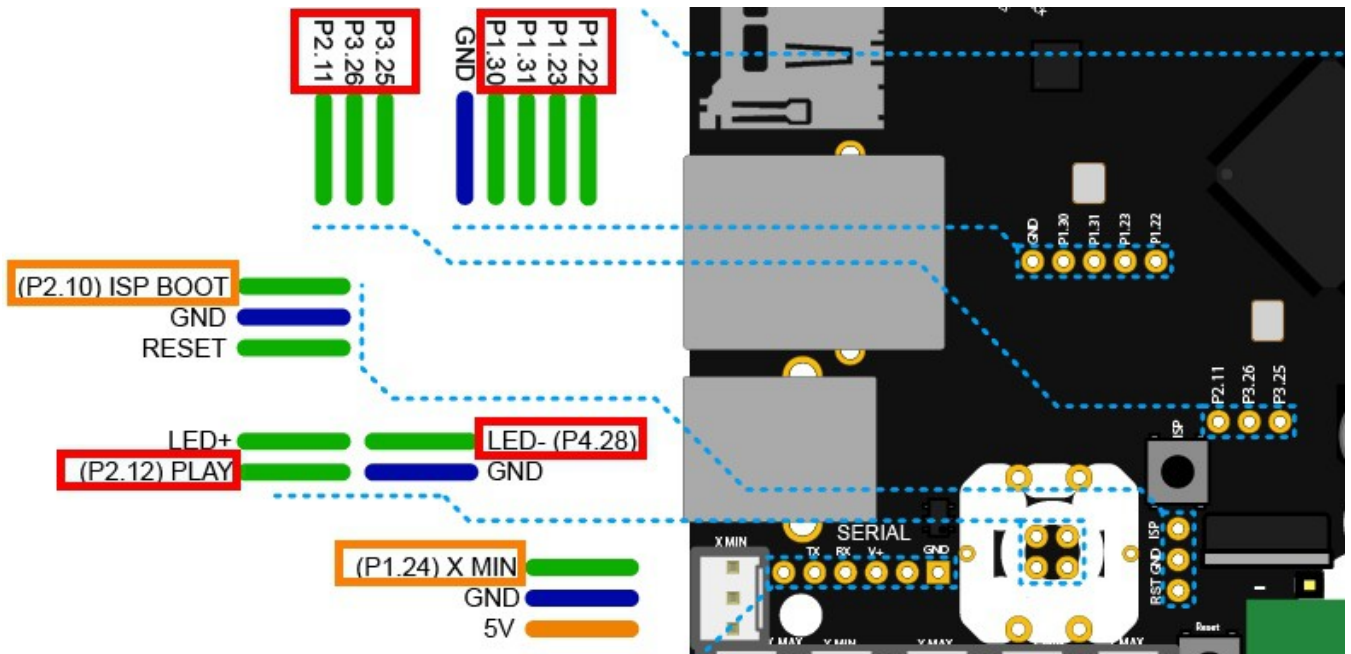 P2.11
P3.26
P3.25
GND
P1.30
P1.31
P1.23
P1.22
GND
P1.30
P1.31
P1.23
P1.22
(P2.10) ISP BOOT
GND
RESET
P2.11
P3.26
P3.25
ISP
LED+
LED- (P4.28)
(P2.12) PLAY
GND
ISP
GND
RST
SERIAL
X MIN
TX
RX
V+
GND
(P1.24) X MIN
GND
5V
Reset
X MIN
X MAX